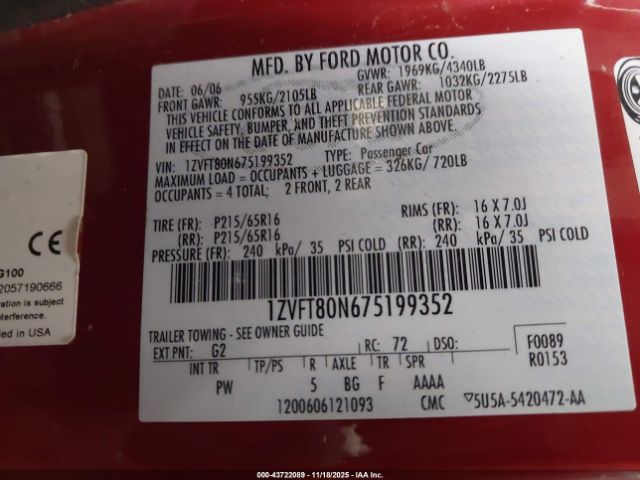 MFD. BY FORD MOTOR CO.
DATE: 06/06 GVWR: 1969KG/4340LB
FRONT GAWR: 955KG/2105LB REAR GAWR: 1032KG/2275LB
THIS VEHICLE CONFORMS TO ALL APPLICABLE FEDERAL MOTOR
VEHICLE SAFETY, BUMPER, AND THEFT PREVENTION STANDARDS
IN EFFECT ON THE DATE OF MANUFACTURE SHOWN ABOVE.
VIN: 1ZVFT80N675199352 TYPE: Passenger Car
MAXIMUM LOAD = OCCUPANTS + LUGGAGE = 326KG/ 720LB
OCCUPANTS = 4 TOTAL; 2 FRONT, 2 REAR
TIRE (FR): P215/65R16 RIMS (FR): 16 X 7.0J
(RR): P215/65R16 (RR): 16 X 7.0J
PRESSURE (FR): 240 kPa/ 35 PSI COLD (RR): 240 kPa/ 35 PSI COLD
1ZVFT80N675199352
TRAILER TOWING - SEE OWNER GUIDE
EXT PNT: G2 RC: 72 DSO: F0089
R0153
INT TR TP/PS R AXLE TR SPR
PW 5 BG F AAAA
1200606121093 CMC 5U5A-5420472-AA
CE
G100
2057190666
ration is subject
interference.
led in USA
000-43722089 - 11/18/2025 - IAAI, Inc.